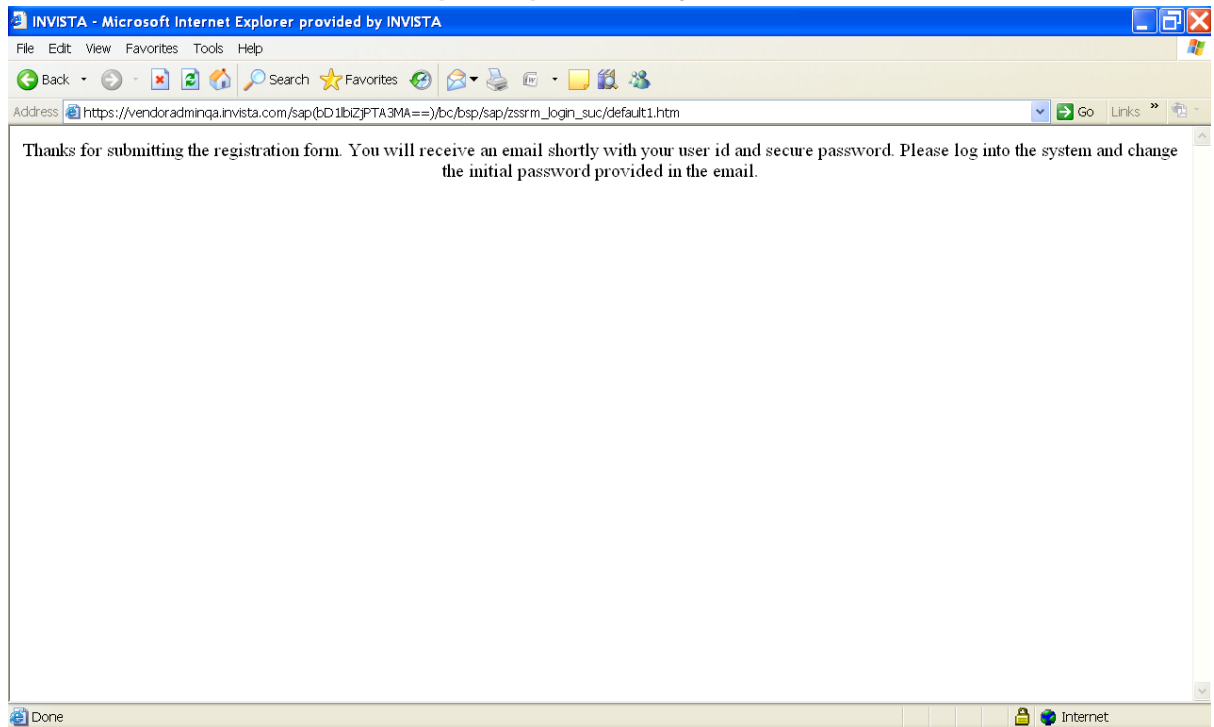 INVISTA - Microsoft Internet Explorer provided by INVISTA
File Edit View Favorites Tools Help
Back Search Favorites
Address https://vendoradminqa.invista.com/sap(bD1lbiZjPTA3MA==)/bc/bsp/sap/zssrm_login_suc/default1.htm Go Links »
Thanks for submitting the registration form. You will receive an email shortly with your user id and secure password. Please log into the system and change
the initial password provided in the email.
Done Internet